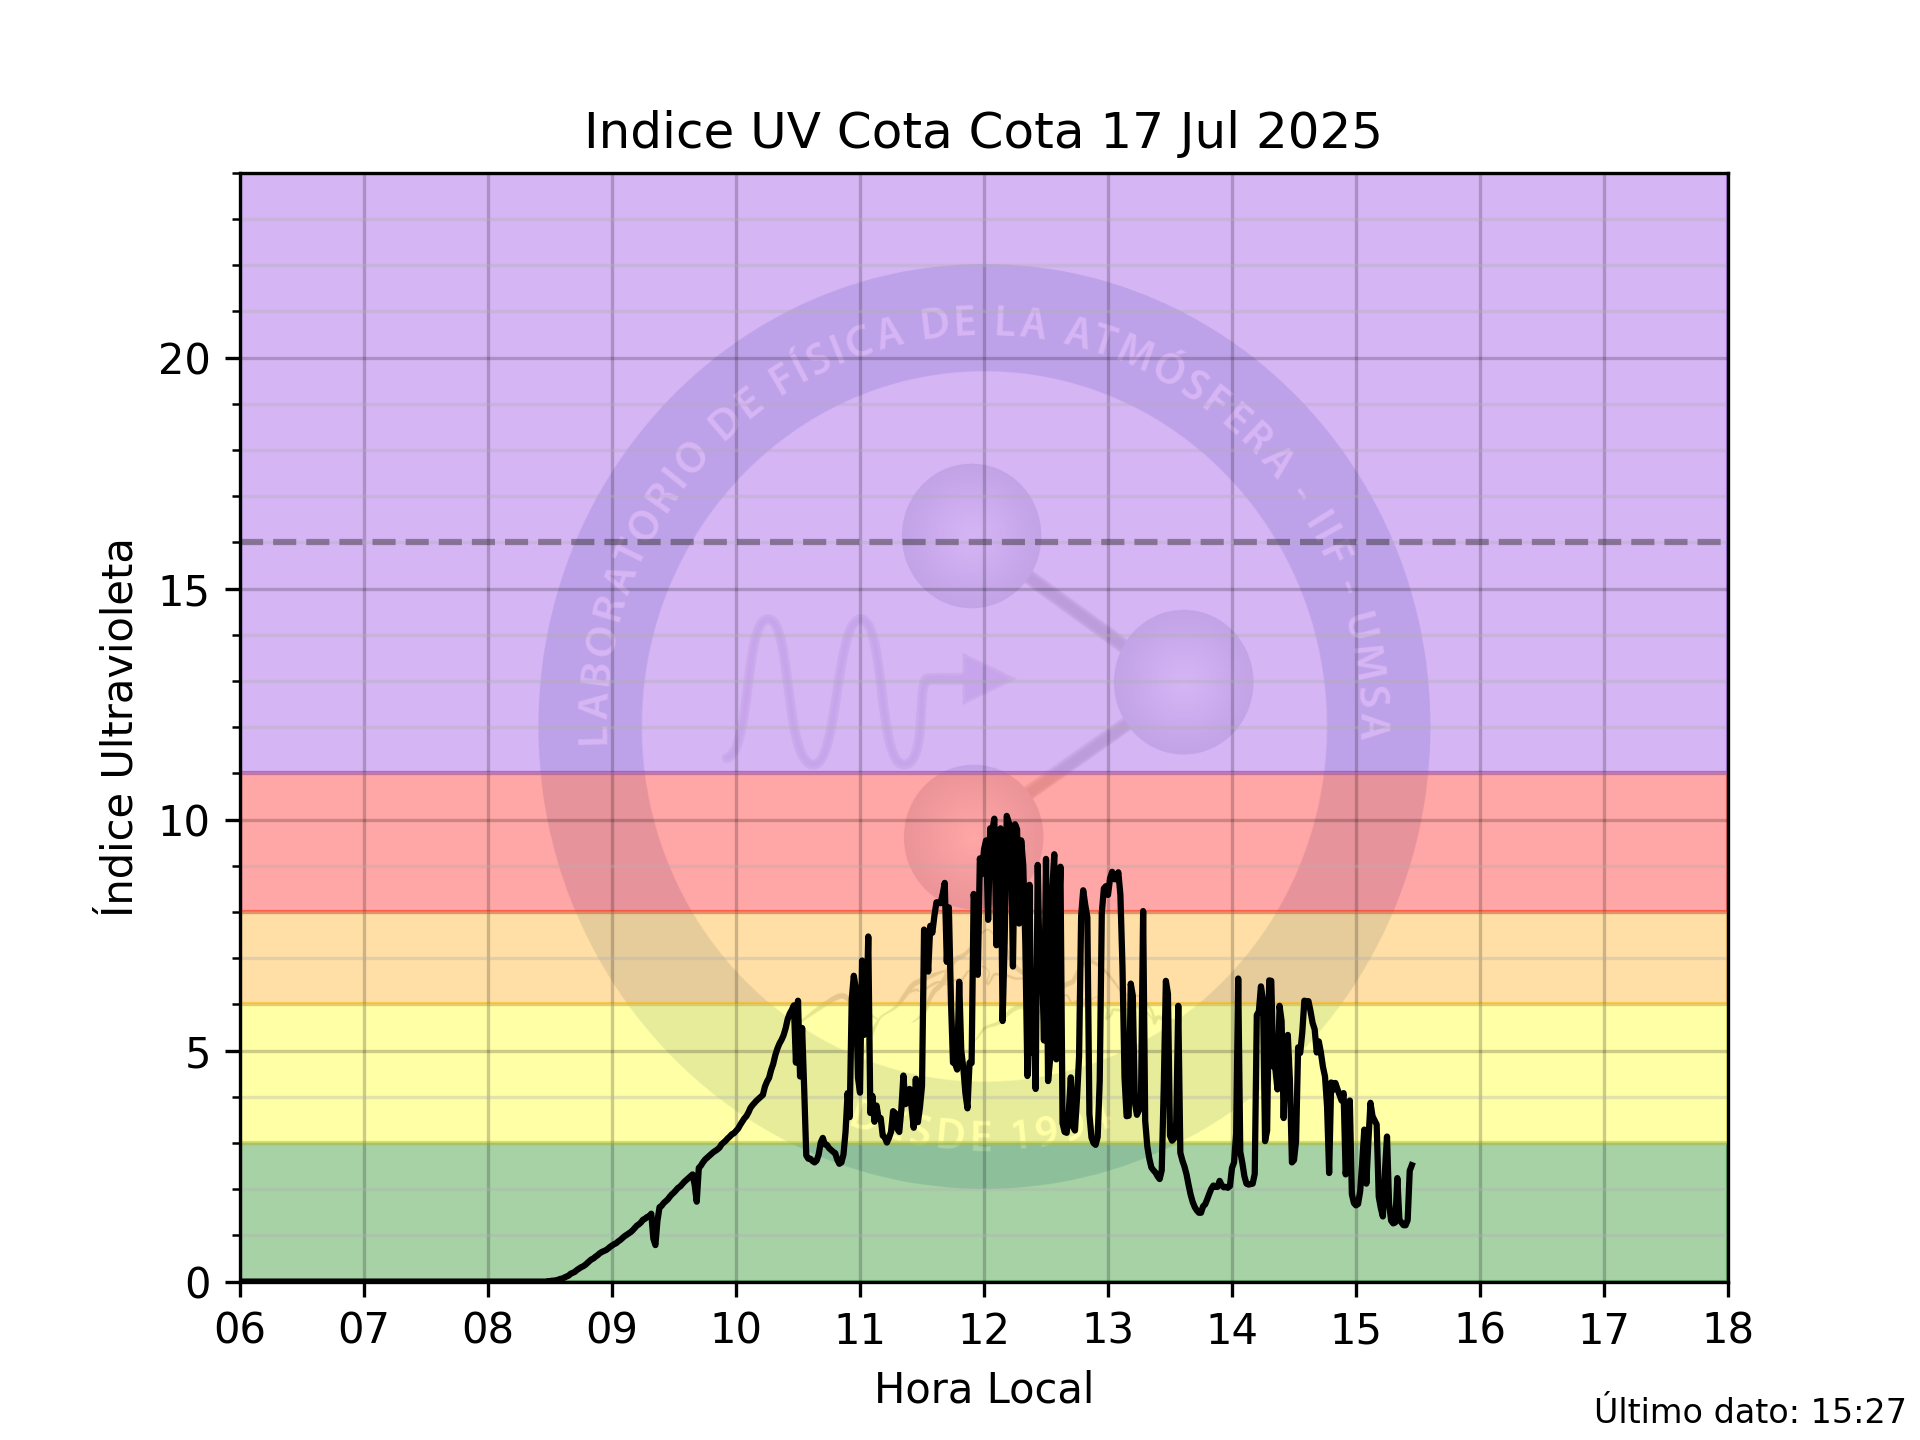 Indice UV Cota Cota 17 Jul 2025
LABORATORIO DE FÍSICA DE LA ATMÓSFERA - IIF - UMSA
20
15
10
5
0
Índice Ultravioleta
06 07 08 09 10 11 12 13 14 15 16 17 18
Hora Local
Último dato: 15:27